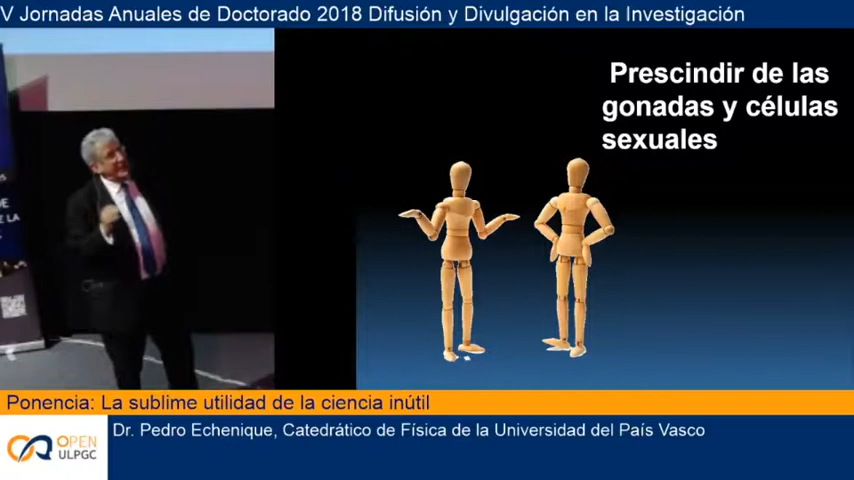 V Jornadas Anuales de Doctorado 2018 Difusión y Divulgación en la Investigación
Prescindir de las
gonadas y células
sexuales
Ponencia: La sublime utilidad de la ciencia inútil
Dr. Pedro Echenique, Catedrático de Física de la Universidad del País Vasco
OPEN
ULPGC